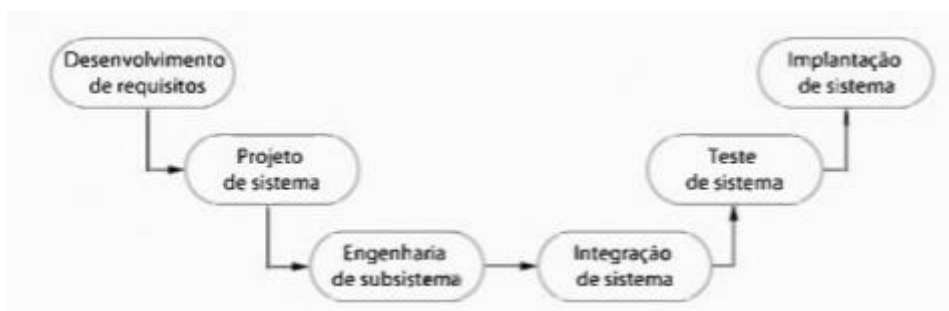 Desenvolvimento
de requisitos
Projeto
de sistema
Engenharia
de subsistema
Integração
de sistema
Teste
de sistema
Implantação
de sistema